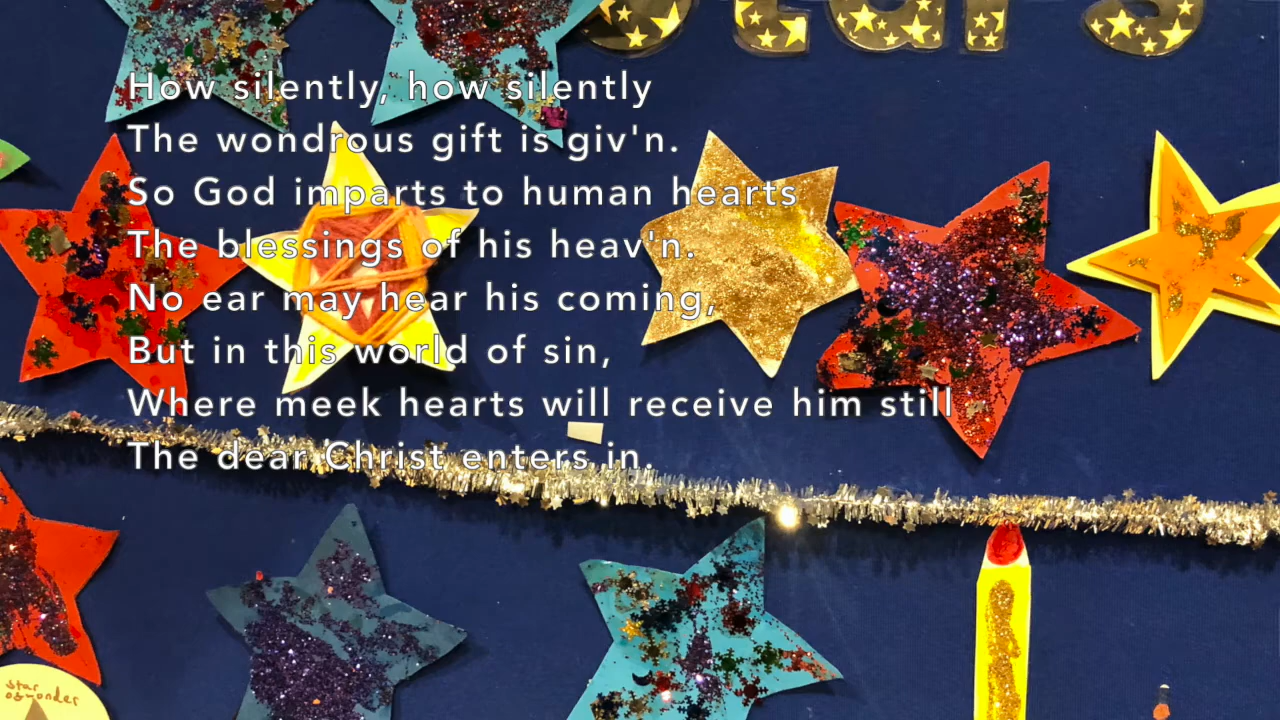 stars
How silently, how silently
The wondrous gift is giv'n.
So God imparts to human hearts
The blessings of his heav'n.
No ear may hear his coming,
But in this world of sin,
Where meek hearts will receive him still
The dear Christ enters in.
star
of wonder